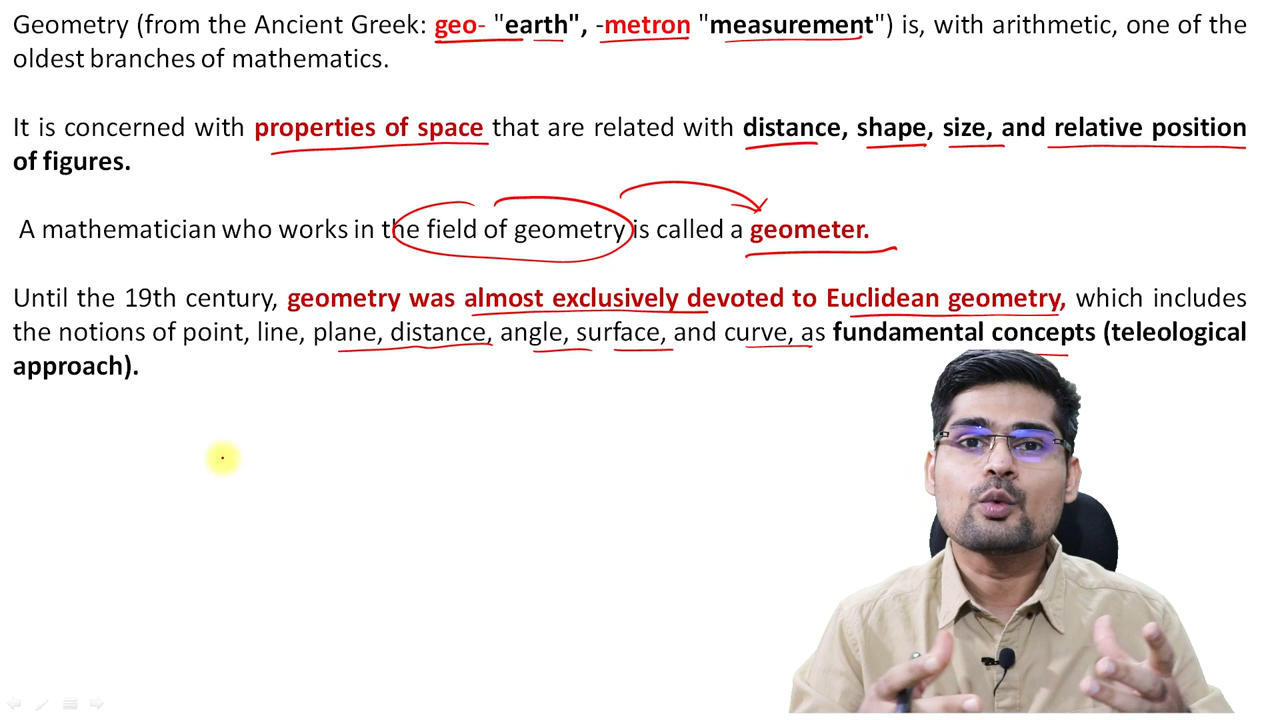 Geometry (from the Ancient Greek: geo- "earth", -metron "measurement") is, with arithmetic, one of the
oldest branches of mathematics.
It is concerned with properties of space that are related with distance, shape, size, and relative position
of figures.
A mathematician who works in the field of geometry is called a geometer.
Until the 19th century, geometry was almost exclusively devoted to Euclidean geometry, which includes
the notions of point, line, plane, distance, angle, surface, and curve, as fundamental concepts (teleological
approach).